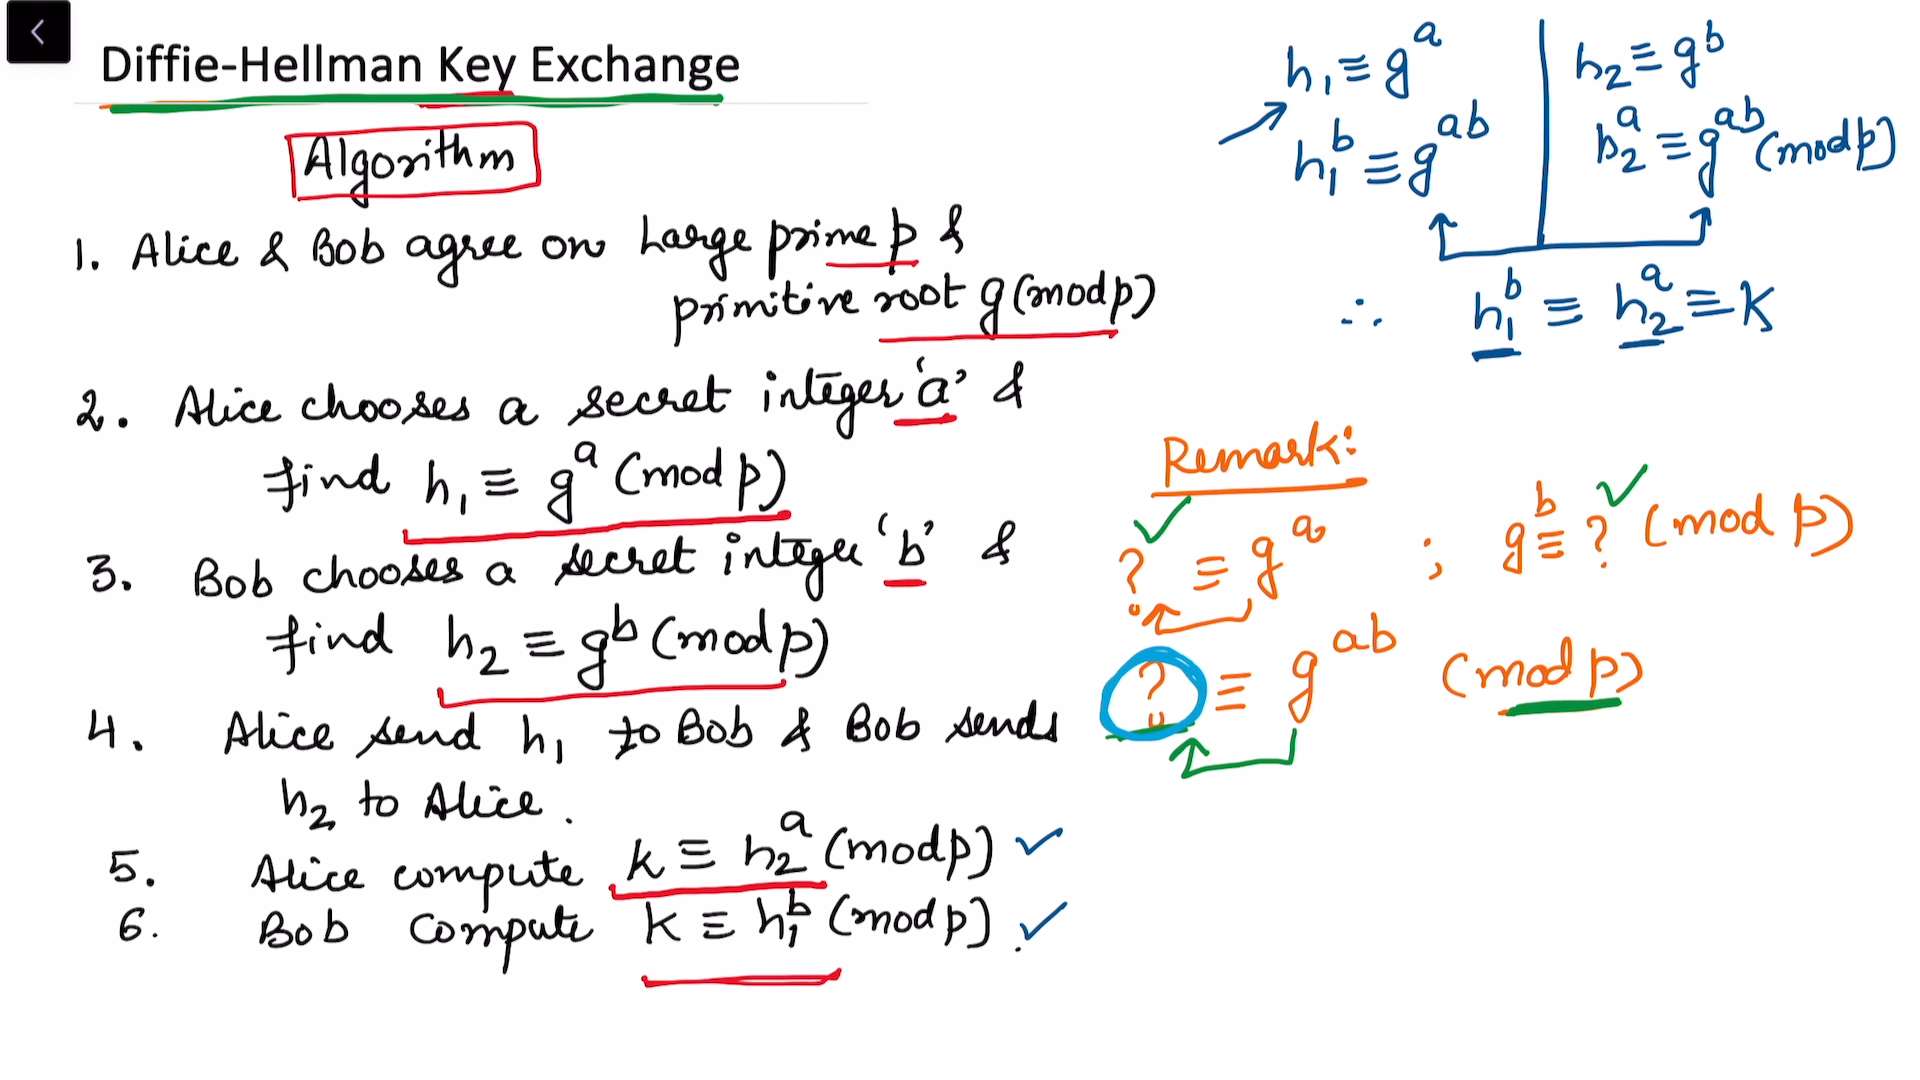 Diffie-Hellman Key Exchange
Algorithm
1. Alice & Bob agree on Large prime p &
primitive root g (mod p)
2. Alice chooses a secret integer 'a' &
find h₁ ≡ gᵃ (mod p)
3. Bob chooses a secret integer 'b' &
find h₂ ≡ gᵇ (mod p)
4. Alice send h₁ to Bob & Bob sends
h₂ to Alice.
5. Alice compute k ≡ h₂ᵃ (mod p) ✓
6. Bob compute k ≡ h₁ᵇ (mod p) ✓
h₁ ≡ gᵃ
h₁ᵇ ≡ gᵃᵇ
h₂ ≡ gᵇ
h₂ᵃ ≡ gᵃᵇ (mod p)
∴ h₁ᵇ ≡ h₂ᵃ ≡ K
Remark:
? ≡ gᵃ ; gᵇ ≡ ? (mod p)
? ≡ gᵃᵇ (mod p)